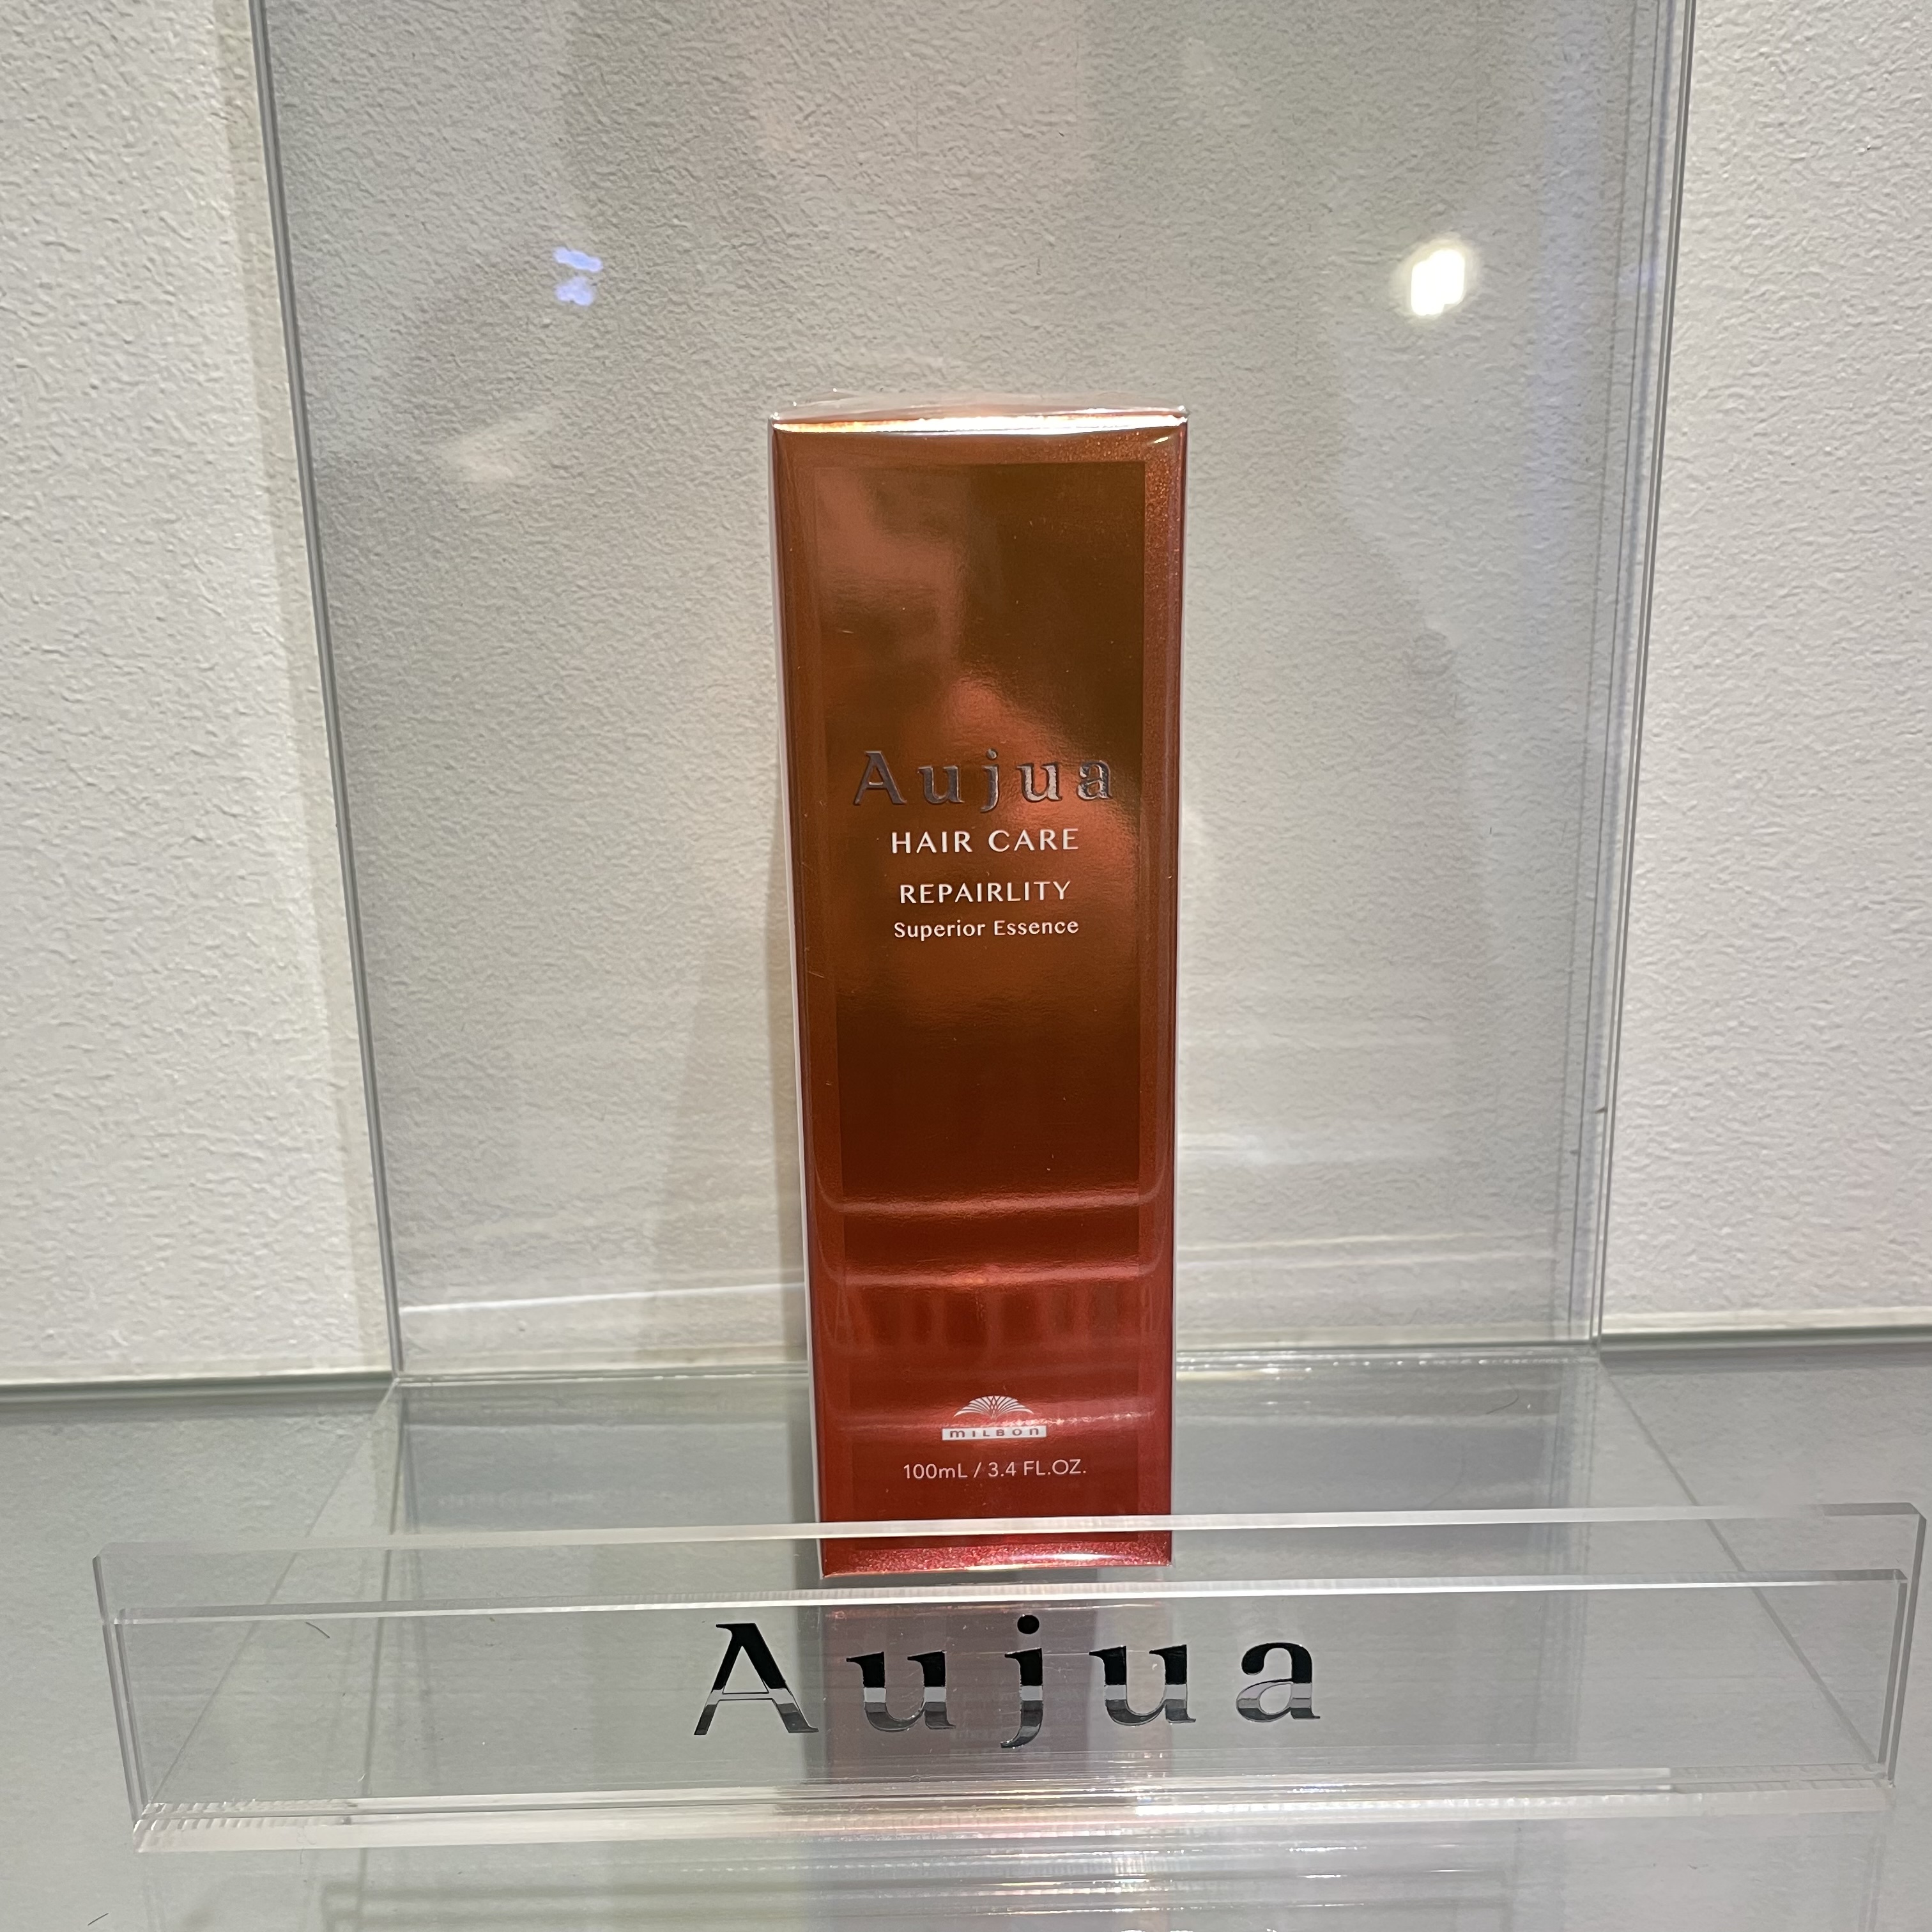 Aujua
HAIR CARE
REPAIRLITY
Superior Essence
MILBON
100mL / 3.4 FL.OZ.
Aujua